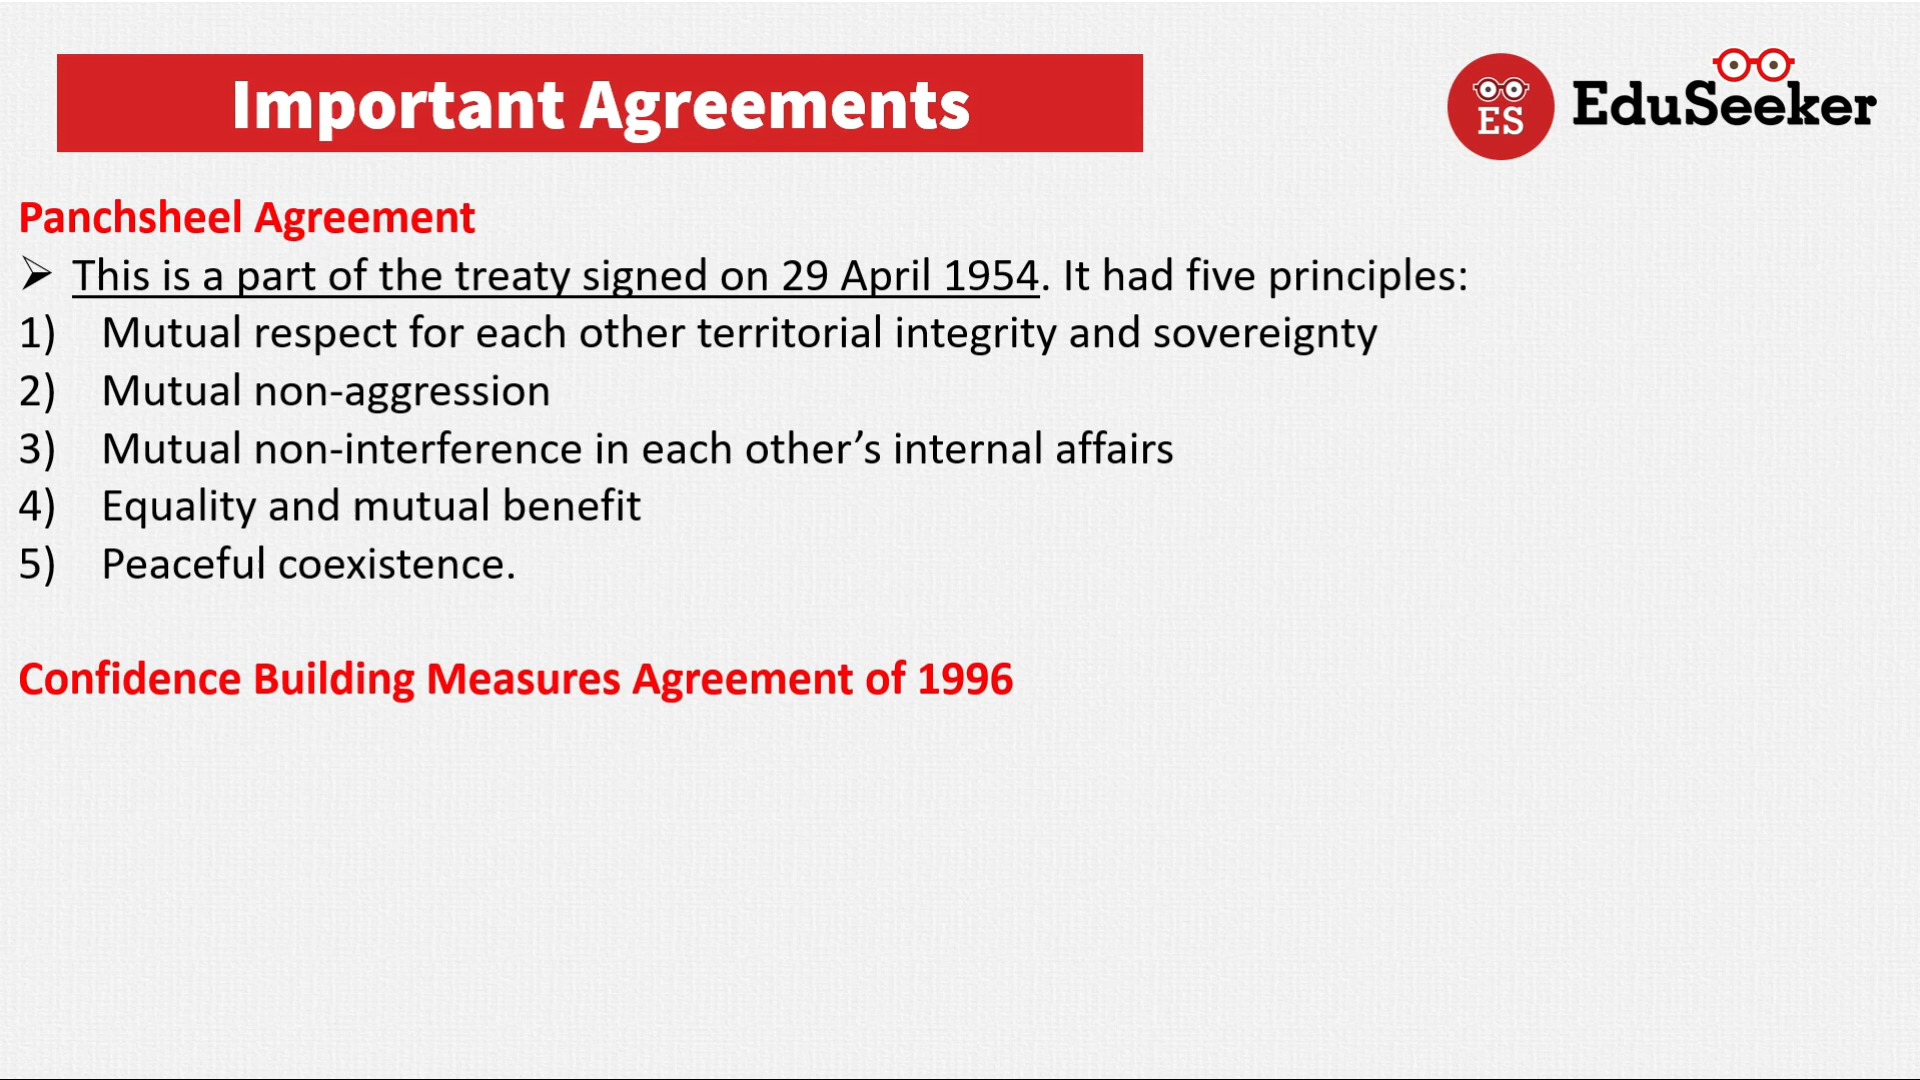 Important Agreements
ES
EduSeeker
Panchsheel Agreement
➢ This is a part of the treaty signed on 29 April 1954. It had five principles:
1) Mutual respect for each other territorial integrity and sovereignty
2) Mutual non-aggression
3) Mutual non-interference in each other’s internal affairs
4) Equality and mutual benefit
5) Peaceful coexistence.
Confidence Building Measures Agreement of 1996